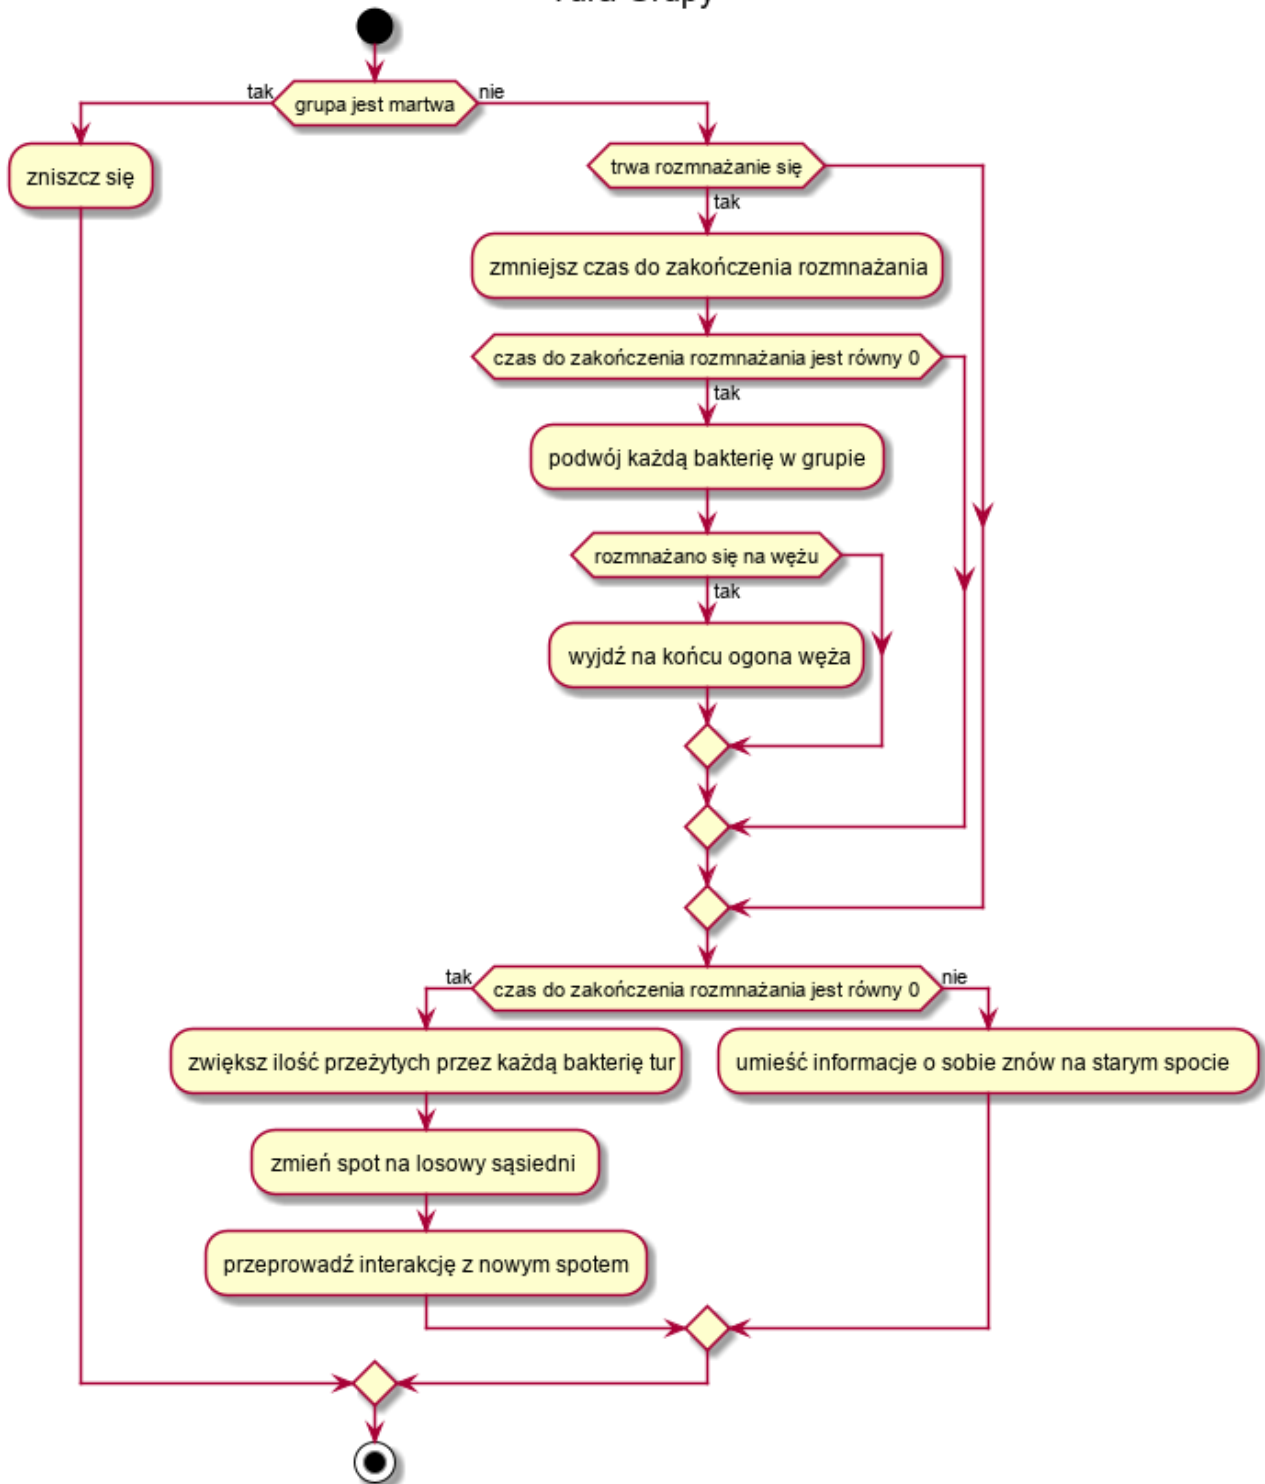 Tura Grupy
grupa jest martwa
tak
nie
zniszcz się
trwa rozmnażanie się
tak
zmniejsz czas do zakończenia rozmnażania
czas do zakończenia rozmnażania jest równy 0
tak
podwój każdą bakterię w grupie
rozmnażano się na wężu
tak
wyjdź na końcu ogona węża
tak
czas do zakończenia rozmnażania jest równy 0
nie
zwiększ ilość przeżytych przez każdą bakterię tur
umieść informacje o sobie znów na starym spocie
zmień spot na losowy sąsiedni
przeprowadź interakcję z nowym spotem